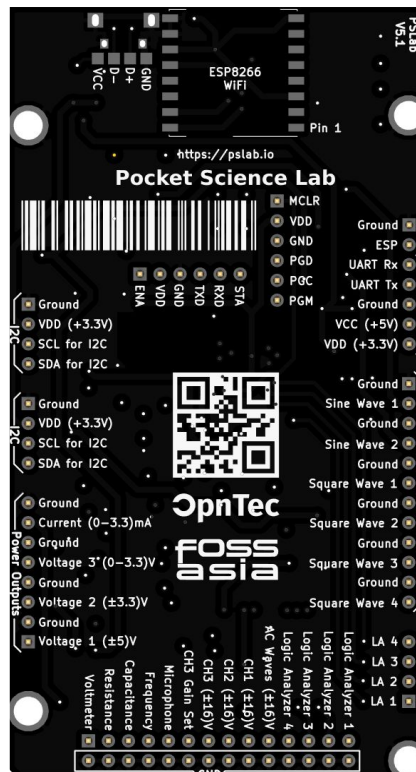 PSLab
V5.1
VCC
D-
D+
GND
ESP8266
WiFi
Pin 1
https://pslab.io
Pocket Science Lab
MCLR
VDD
GND
PGD
PGC
PGM
ENA
VDD
GND
TXD
RXD
STA
Ground
ESP
UART Rx
UART Tx
Ground
VCC (+5V)
VDD (+3.3V)
I2C
Ground
VDD (+3.3V)
SCL for I2C
SDA for I2C
I2C
Ground
VDD (+3.3V)
SCL for I2C
SDA for I2C
Ground
Sine Wave 1
Ground
Sine Wave 2
Ground
Square Wave 1
Ground
Square Wave 2
Ground
Square Wave 3
Ground
Square Wave 4
OpnTec
FOSS
ASIA
Power Outputs
Ground
Current (0-3.3)mA
Ground
Voltage 3 (0-3.3)V
Ground
Voltage 2 (±3.3)V
Ground
Voltage 1 (±5)V
LA 4
LA 3
LA 2
LA 1
Voltmeter
Resistance
Capacitance
Frequency
Microphone
CH3 Gain Set
CH3 (±16)V
CH2 (±16)V
CH1 (±16)V
AC Waves (±16)V
Logic Analyzer 4
Logic Analyzer 3
Logic Analyzer 2
Logic Analyzer 1